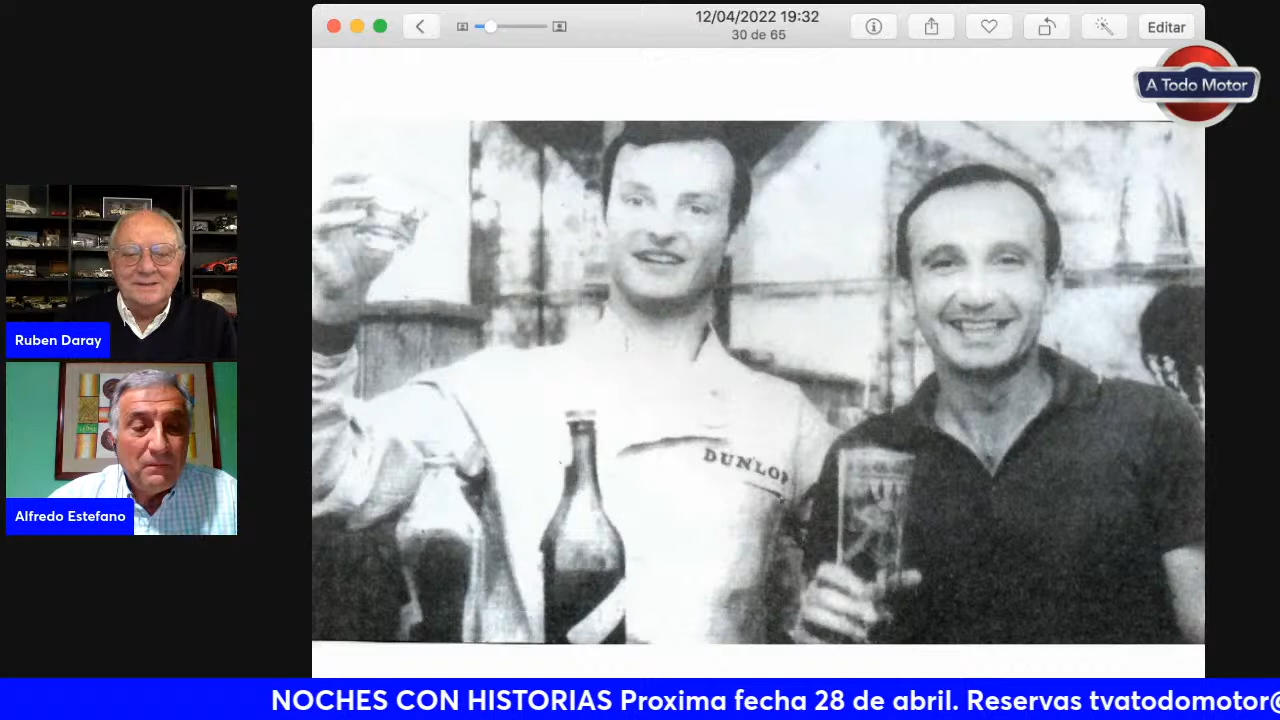 12/04/2022 19:32
30 de 65
Editar
A Todo Motor
Ruben Daray
DUNLOP
Alfredo Estefano
NOCHES CON HISTORIAS Proxima fecha 28 de abril. Reservas tvatodomotor@